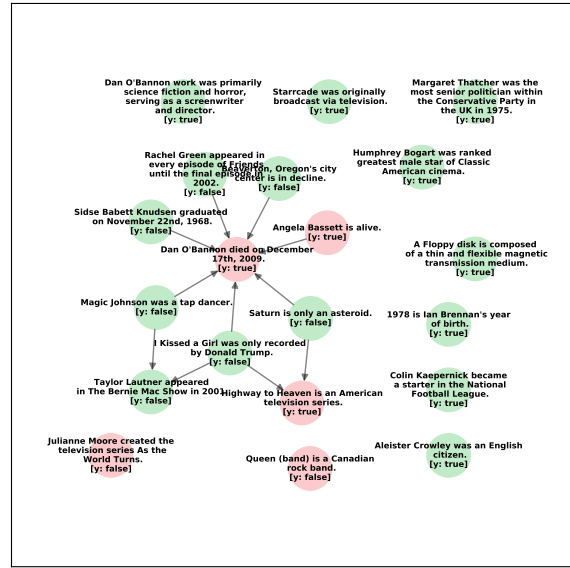 Dan O'Bannon work was primarily
science fiction and horror,
serving as a screenwriter
and director.
[y: true]
Starrcade was originally
broadcast via television.
[y: true]
Margaret Thatcher was the
most senior politician within
the Conservative Party in
the UK in 1975.
[y: true]
Rachel Green appeared in
every episode of Friends
until the final episode in
2002.
[y: false]
Beaverton, Oregon's city
center is in decline.
[y: false]
Humphrey Bogart was ranked
greatest male star of Classic
American cinema.
[y: true]
Sidse Babett Knudsen graduated
on November 22nd, 1968.
[y: false]
Angela Bassett is alive.
[y: true]
Dan O'Bannon died on December
17th, 2009.
[y: true]
A Floppy disk is composed
of a thin and flexible magnetic
transmission medium.
[y: true]
Magic Johnson was a tap dancer.
[y: false]
Saturn is only an asteroid.
[y: false]
1978 is Ian Brennan's year
of birth.
[y: true]
I Kissed a Girl was only recorded
by Donald Trump.
[y: false]
Taylor Lautner appeared
in The Bernie Mac Show in 2001.
[y: false]
Highway to Heaven is an American
television series.
[y: true]
Colin Kaepernick became
a starter in the National
Football League.
[y: true]
Julianne Moore created the
television series As the
World Turns.
[y: false]
Queen (band) is a Canadian
rock band.
[y: false]
Aleister Crowley was an English
citizen.
[y: true]